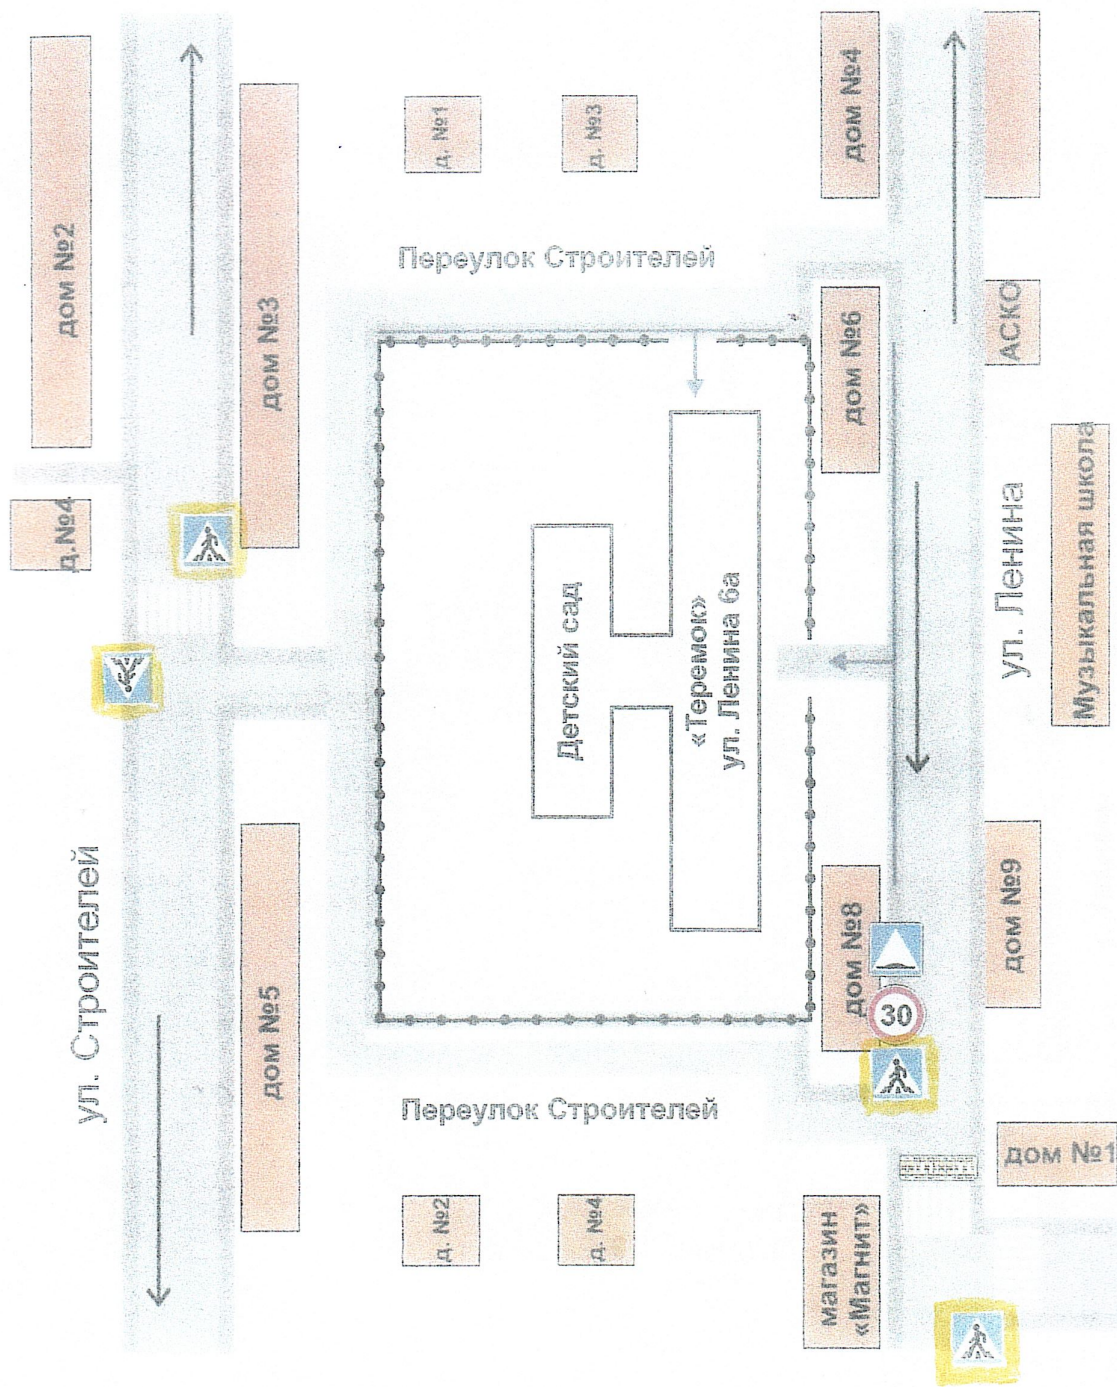 ул. Строителей
дом №2
д.№4
дом №3
дом №5
д. №1
д. №3
Переулок Строителей
Переулок Строителей
д. №2
д. №4
Детский сад
«Теремок»
ул. Ленина 6а
дом №4
дом №6
дом №8
30
магазин
«Магнит»
ул. Ленина
АСКО
Музыкальная школа
дом №9
дом №1